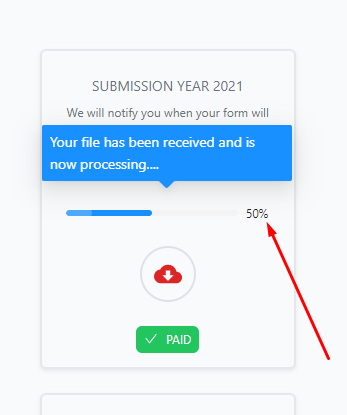 SUBMISSION YEAR 2021
We will notify you when your form will
Your file has been received and is
now processing....
50%
PAID